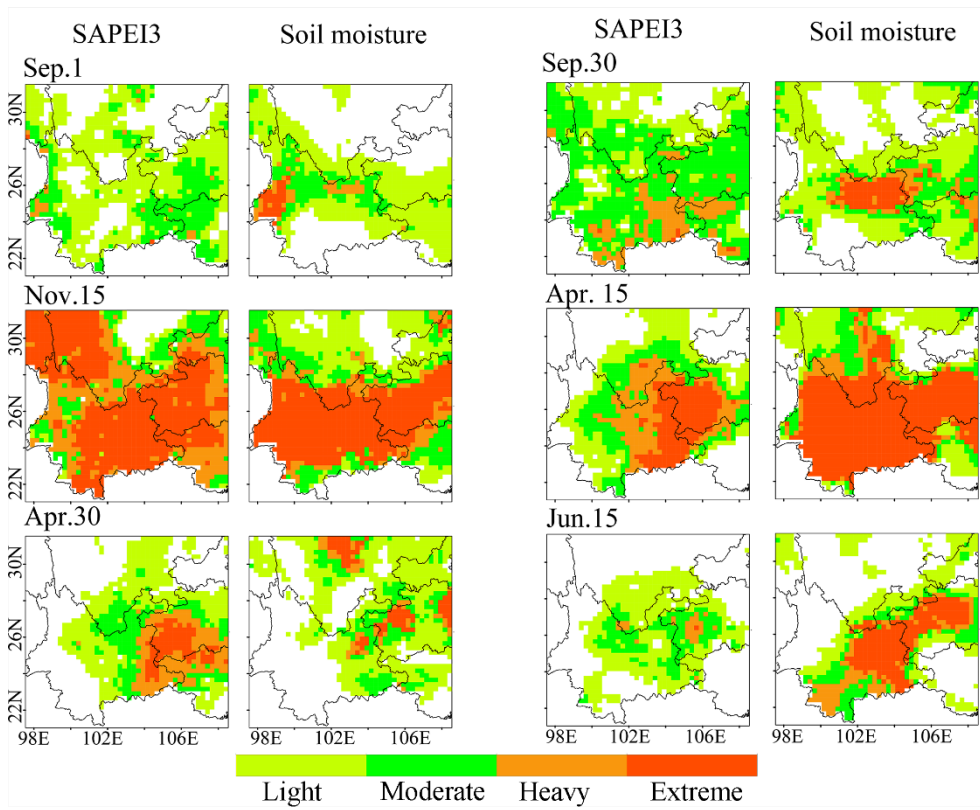 SAPEI3 Soil moisture SAPEI3 Soil moisture
Sep.1 Sep.30
30N
26N
22N
Nov.15 Apr. 15
30N
26N
22N
Apr.30 Jun.15
30N
26N
22N
98E 102E 106E 98E 102E 106E 98E 102E 106E 98E 102E 106E
Light Moderate Heavy Extreme